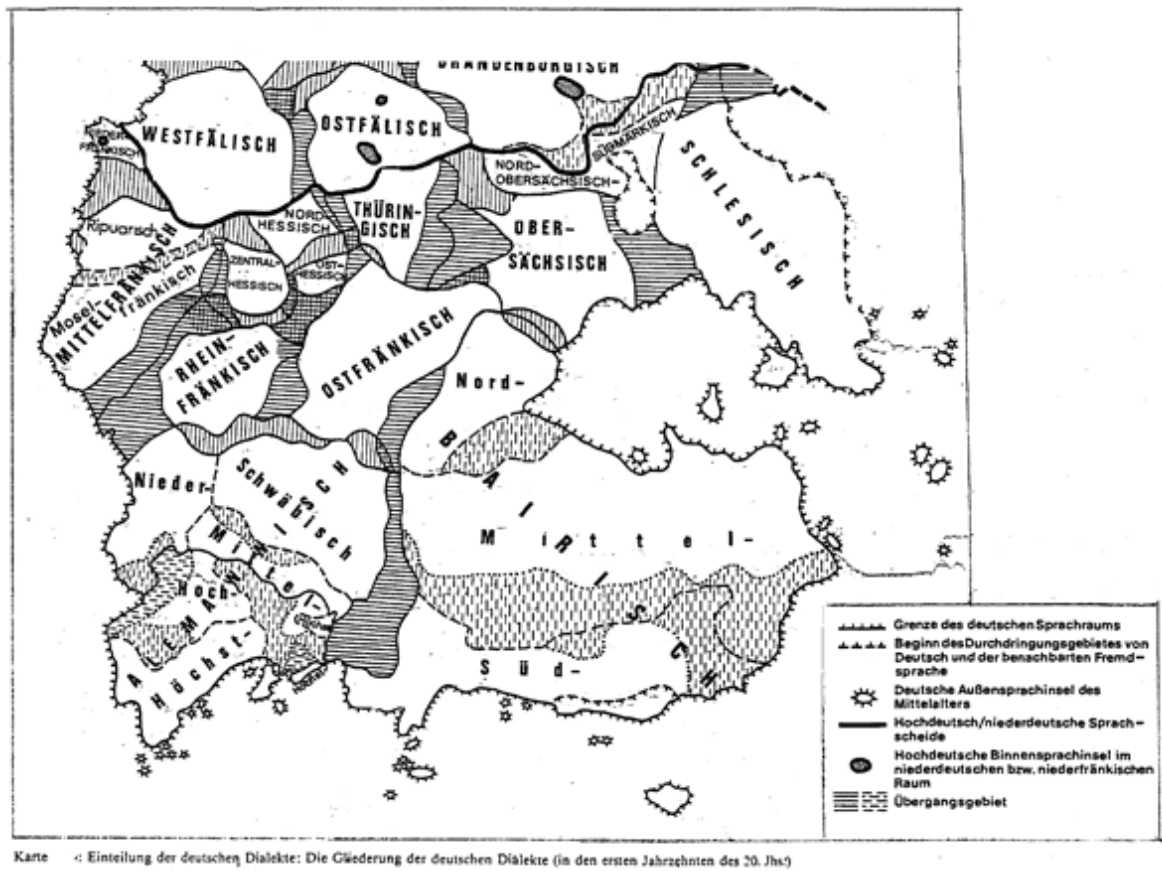 BRANDENBURGISCH
WESTFÄLISCH
OSTFÄLISCH
NIEDER-
FRÄNKISCH
SÜDMÄRKISCH
NORD-
OBERSÄCHSISCH-
SCHLESISCH
NORD-
HESSISCH
THÜRIN-
GISCH
Ripuarisch
OBER-
SÄCHSISCH
ZENTRAL-
HESSISCH
OST-
HESSISCH
Mosel-
fränkisch
MITTELFRÄNKISCH
RHEIN-
FRÄNKISCH
OSTFRÄNKISCH
Nord-
BAIRISCH
Nieder-
Schwäbisch
Mittel-
Mittel-
Hoch-
ALEMANNISCH
Höchst-
Süd-
Grenze des deutschen Sprachraums
Beginn des Durchdringungsgebietes von
Deutsch und der benachbarten Fremd-
sprache
Deutsche Außensprachinsel des
Mittelalters
Hochdeutsch/niederdeutsche Sprach-
scheide
Hochdeutsche Binnensprachinsel im
niederdeutschen bzw. niederfränkischen
Raum
Übergangsgebiet
Karte <: Einteilung der deutschen Dialekte: Die Gliederung der deutschen Dialekte (in den ersten Jahrzehnten des 20. Jhs.)